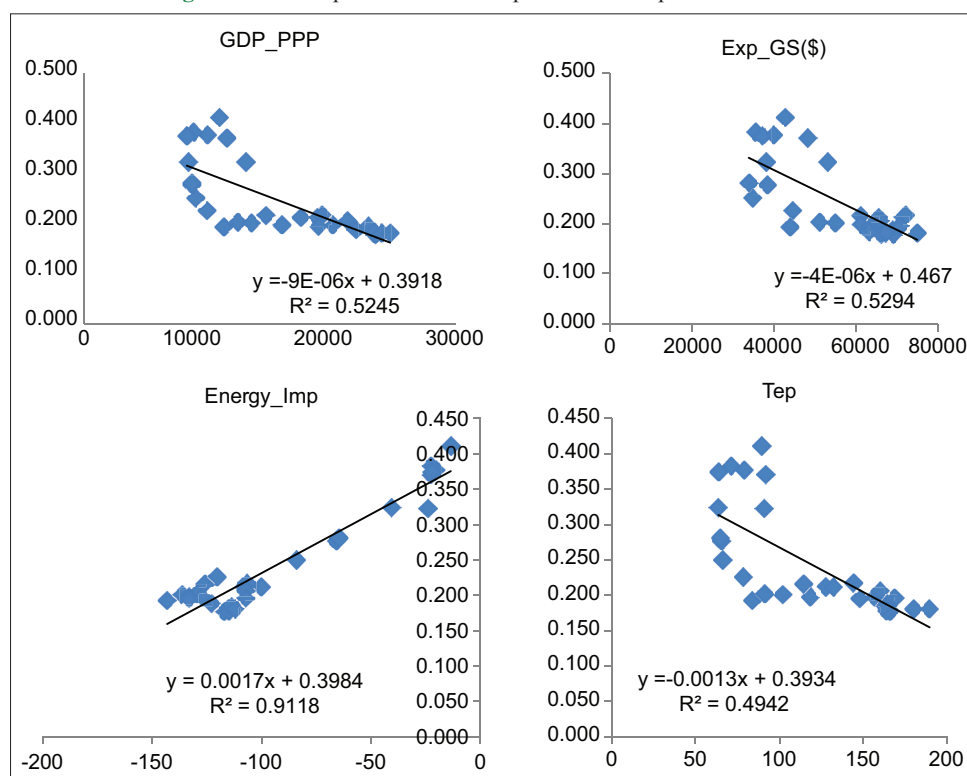 GDP_PPP
0.500
0.400
0.300
0.200
0.100
0.000
0 10000 20000 30000
y =-9E-06x + 0.3918
R² = 0.5245
Exp_GS($)
0.500
0.400
0.300
0.200
0.100
0.000
0 20000 40000 60000 80000
y =-4E-06x + 0.467
R² = 0.5294
Energy_Imp
0.450
0.400
0.350
0.300
0.250
0.200
0.150
0.100
0.050
0.000
-200 -150 -100 -50 0
y = 0.0017x + 0.3984
R² = 0.9118
Tep
0.450
0.400
0.350
0.300
0.250
0.200
0.150
0.100
0.050
0.000
0 50 100 150 200
y =-0.0013x + 0.3934
R² = 0.4942